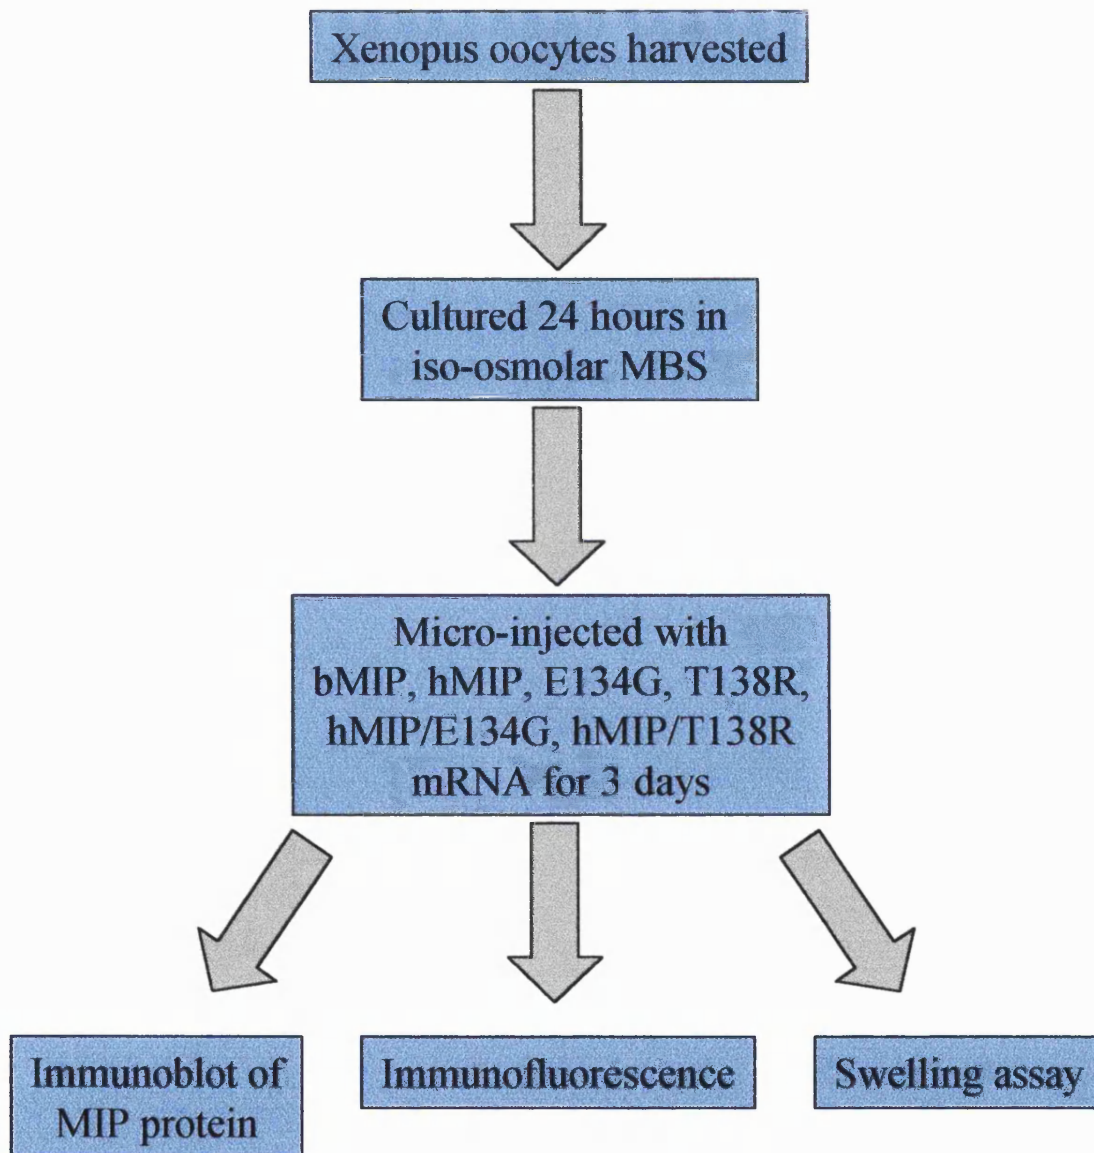 Xenopus oocytes harvested
Cultured 24 hours in
iso-osmolar MBS
Micro-injected with
bMIP, hMIP, E134G, T138R,
hMIP/E134G, hMIP/T138R
mRNA for 3 days
Immunoblot of
MIP protein
Immunofluorescence
Swelling assay